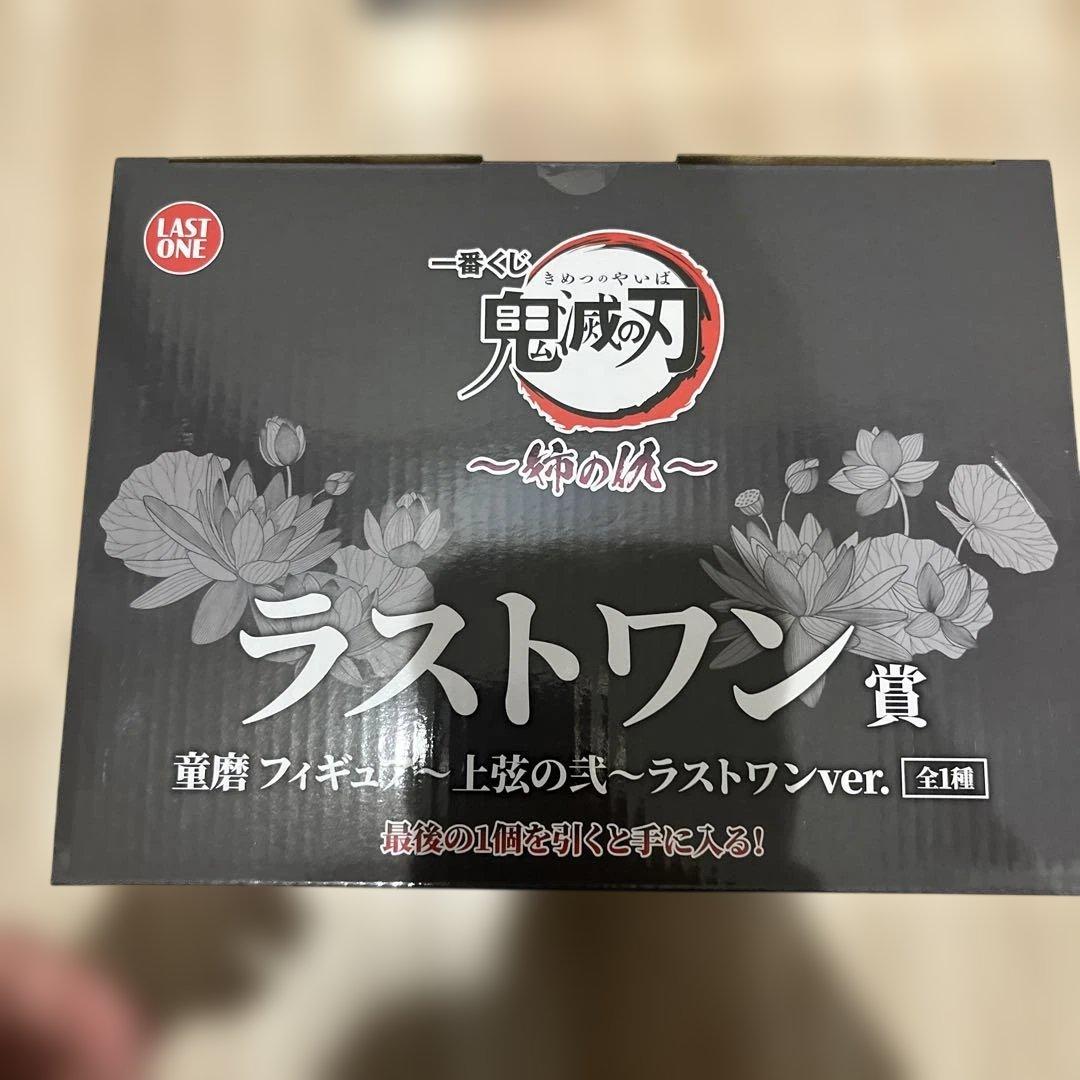 LAST
ONE
一番くじ
きめつのやいば
鬼滅の刃
～姉の仇～
ラストワン賞
童磨 フィギュア～上弦の弐～ラストワンver. 全1種
最後の1個を引くと手に入る!